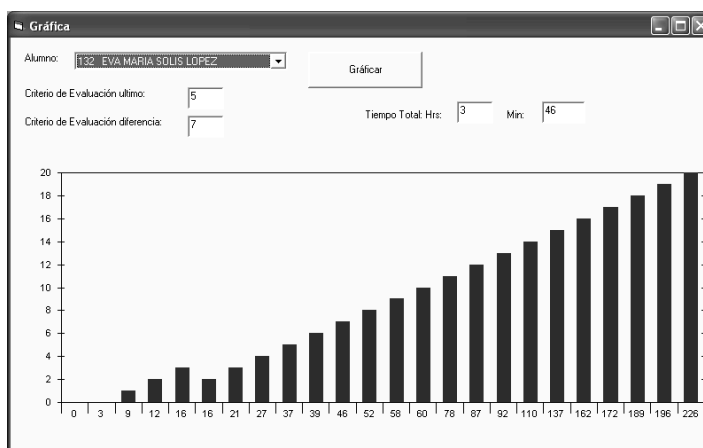 Gráfica
Alumno: 132 EVA MARIA SOLIS LOPEZ
Gráficar
Criterio de Evaluación ultimo: 5
Tiempo Total: Hrs: 3 Min: 46
Criterio de Evaluación diferencia: 7
20
18
16
14
12
10
8
6
4
2
0
0 3 9 12 16 16 21 27 37 39 46 52 58 60 78 87 92 110 137 162 172 189 196 226